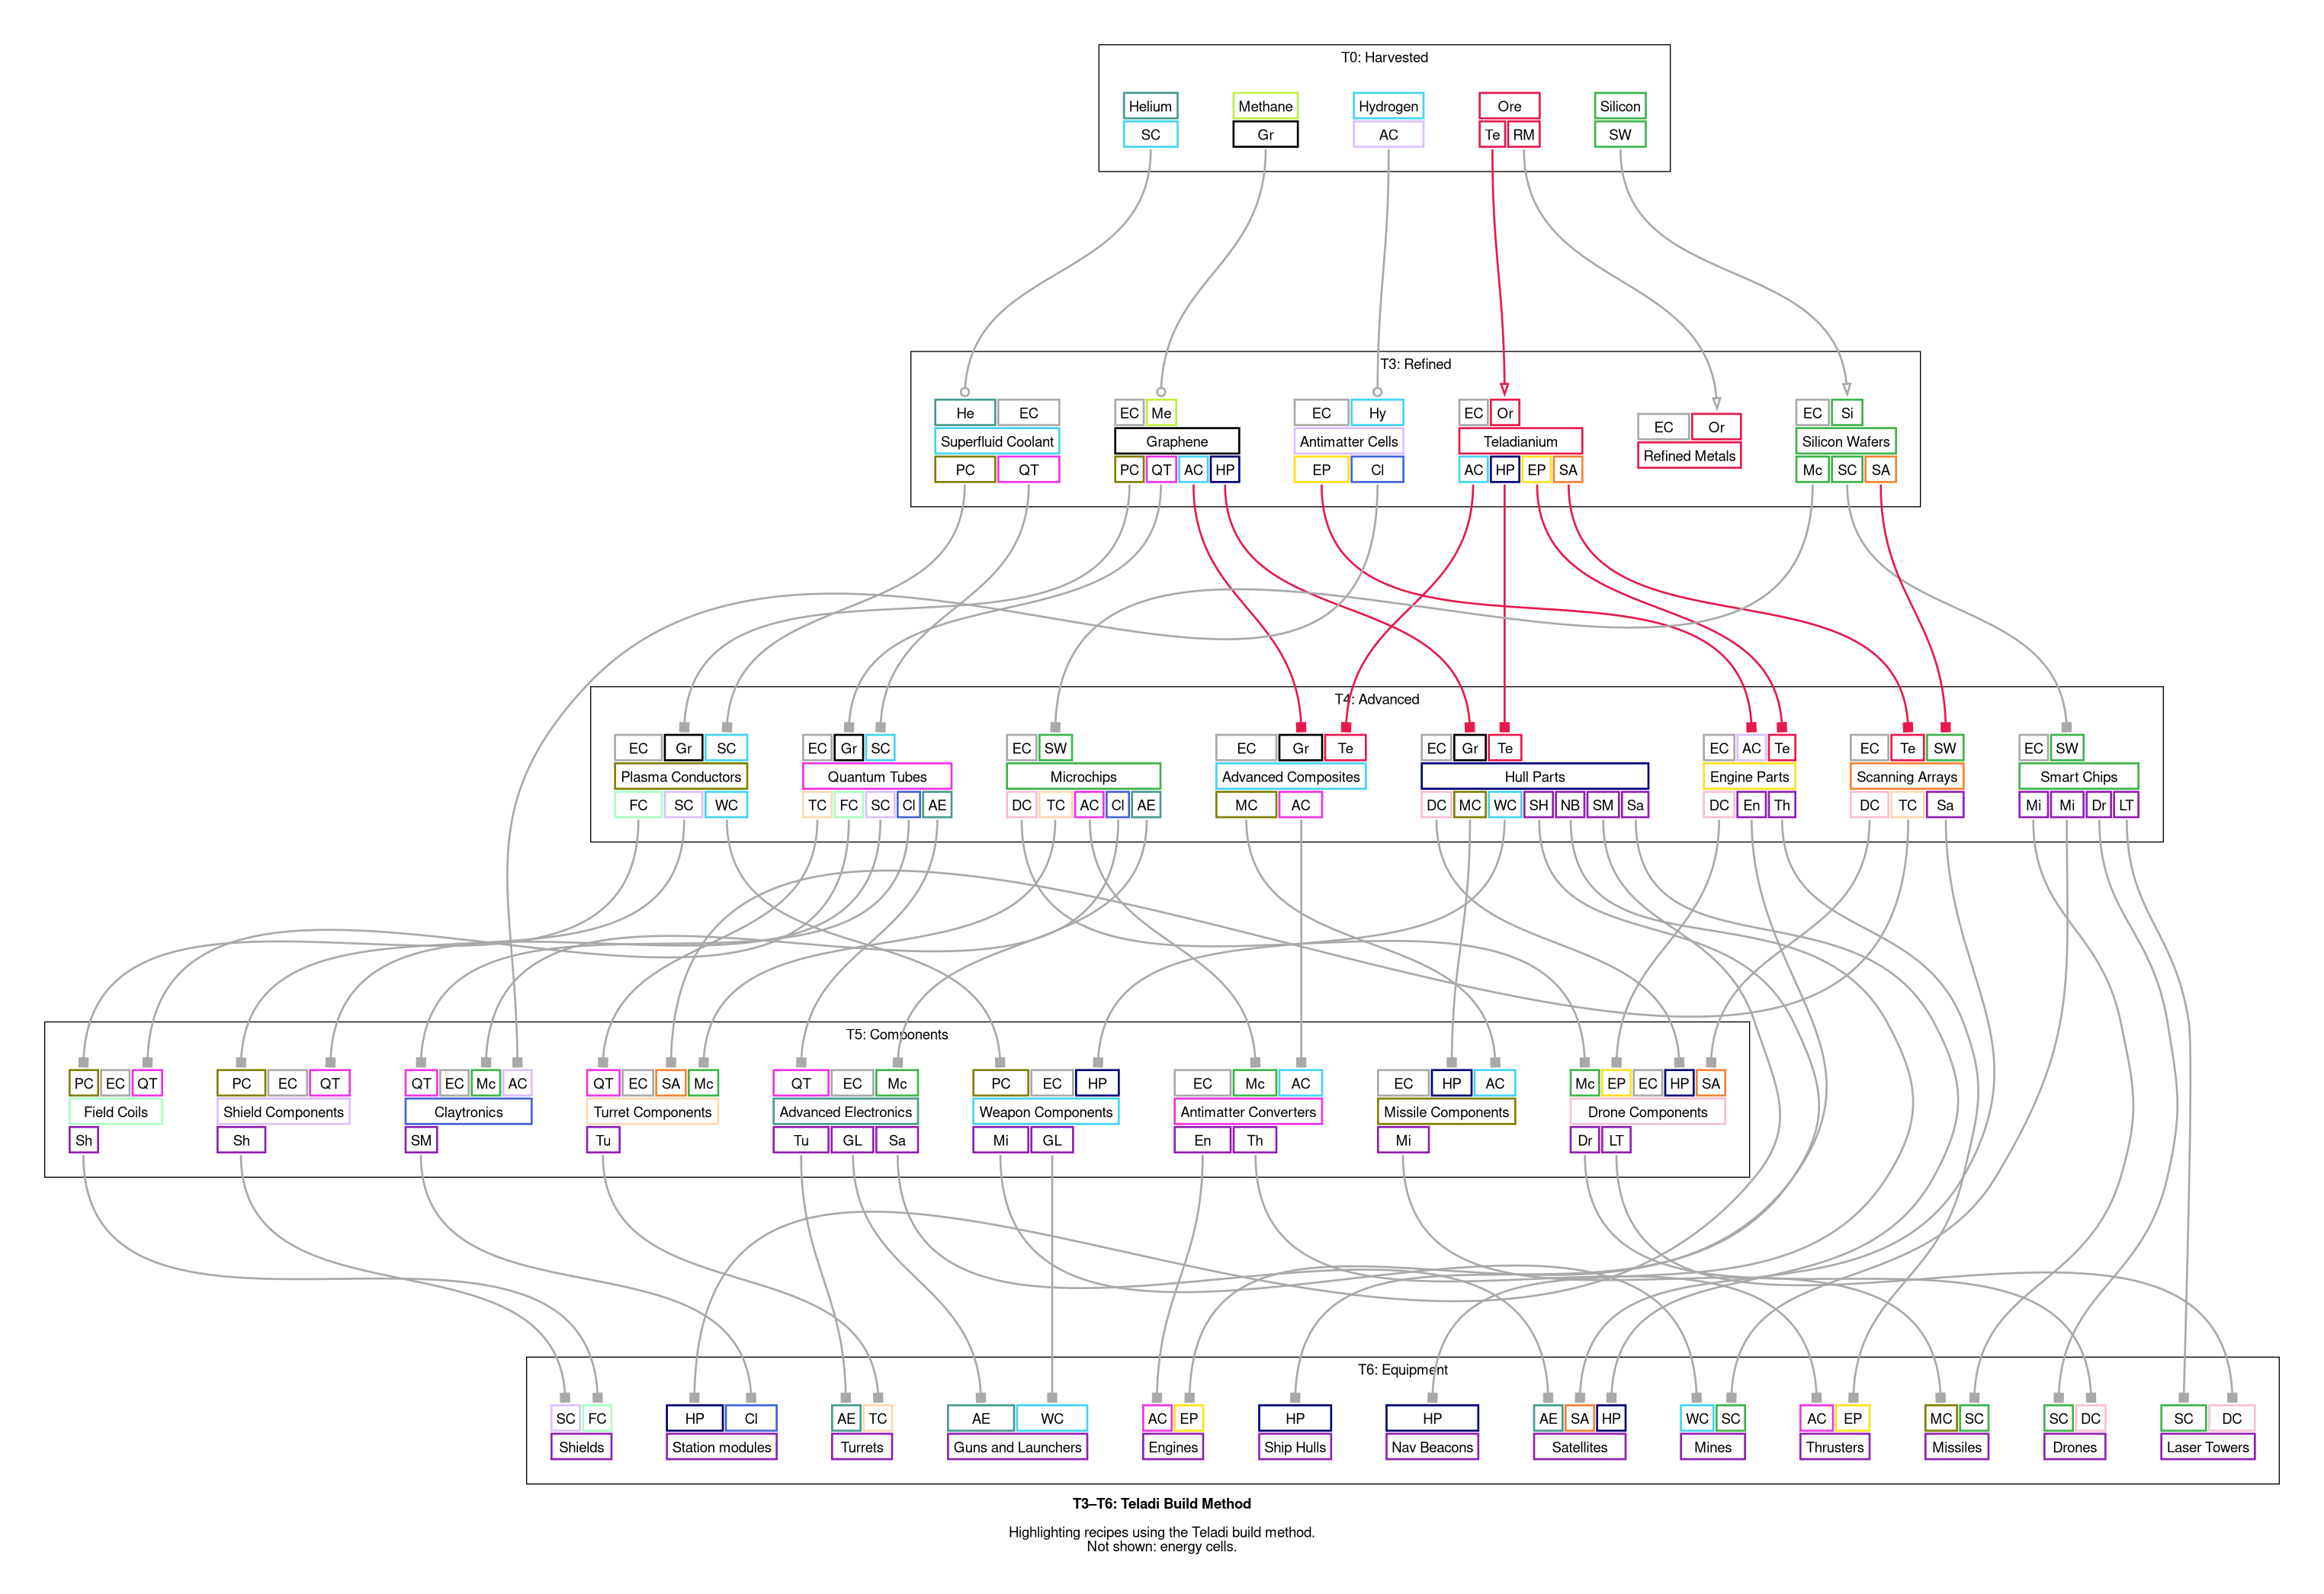 T0: Harvested
Helium Methane Hydrogen Ore Silicon
SC Gr AC Te RM SW
T3: Refined
He EC EC Me EC Hy EC Or EC Si
EC Or
Superfluid Coolant Graphene Antimatter Cells Teladianium Silicon Wafers
Refined Metals
PC QT PC QT AC HP EP Cl AC HP EP SA Mc SC SA
T4: Advanced
EC Gr SC EC Gr SC EC SW EC Gr Te EC Gr Te EC AC Te EC Te SW EC SW
Plasma Conductors Quantum Tubes Microchips Advanced Composites Hull Parts Engine Parts Scanning Arrays Smart Chips
FC SC WC TC FC SC Cl AE DC TC AC Cl AE MC AC DC MC WC SH NB SM Sa DC En Th DC TC Sa Mi Mi Dr LT
T5: Components
PC EC QT PC EC QT QT EC Mc AC QT EC SA Mc QT EC Mc PC EC HP EC Mc AC EC HP AC Mc EP EC HP SA
Field Coils Shield Components Claytronics Turret Components Advanced Electronics Weapon Components Antimatter Converters Missile Components Drone Components
Sh Sh SM Tu Tu GL Sa Mi GL En Th Mi Dr LT
T6: Equipment
SC FC HP Cl AE TC AE WC AC EP HP HP AE SA HP WC SC AC EP MC SC SC DC SC DC
Shields Station modules Turrets Guns and Launchers Engines Ship Hulls Nav Beacons Satellites Mines Thrusters Missiles Drones Laser Towers
T3–T6: Teladi Build Method
Highlighting recipes using the Teladi build method.
Not shown: energy cells.